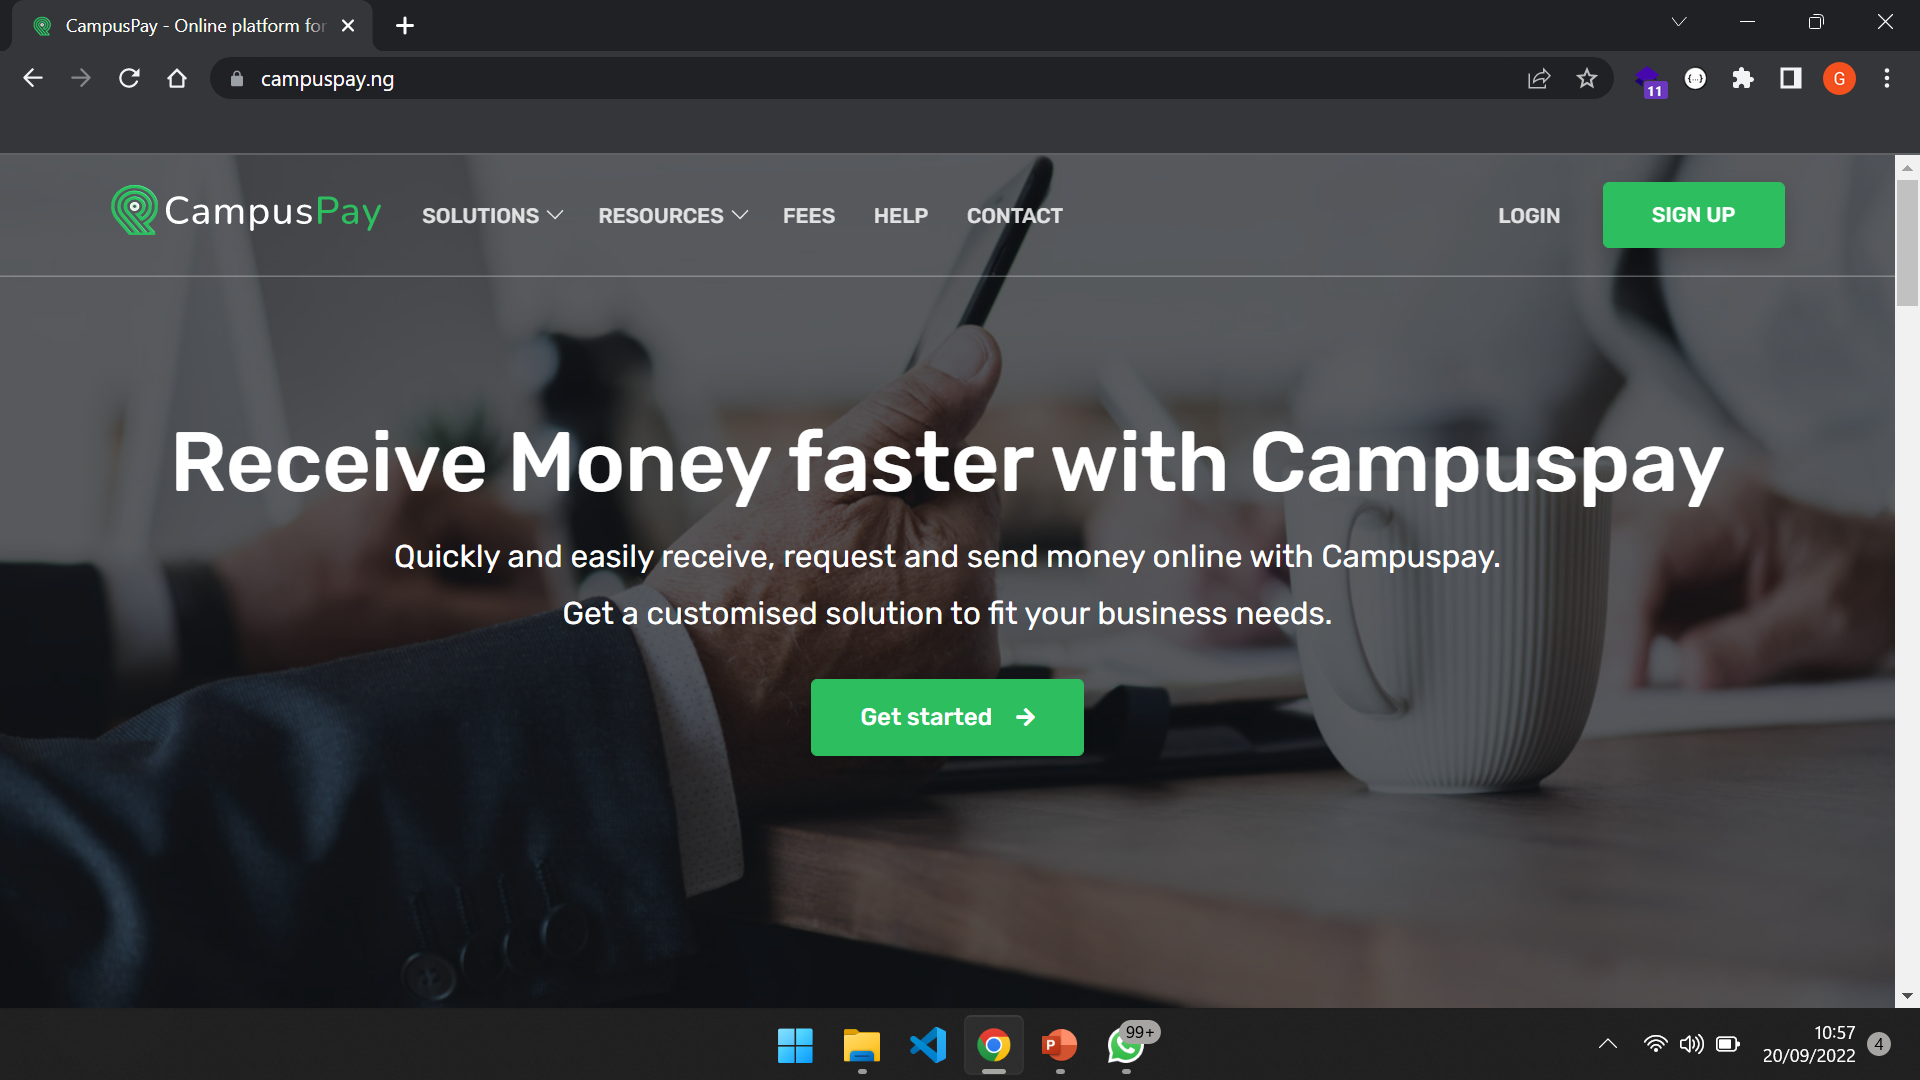 CampusPay - Online platform for
campuspay.ng
11
G
CampusPay
SOLUTIONS
RESOURCES
FEES
HELP
CONTACT
LOGIN
SIGN UP
Receive Money faster with Campuspay
Quickly and easily receive, request and send money online with Campuspay.
Get a customised solution to fit your business needs.
Get started
P
99+
10:57
20/09/2022
4